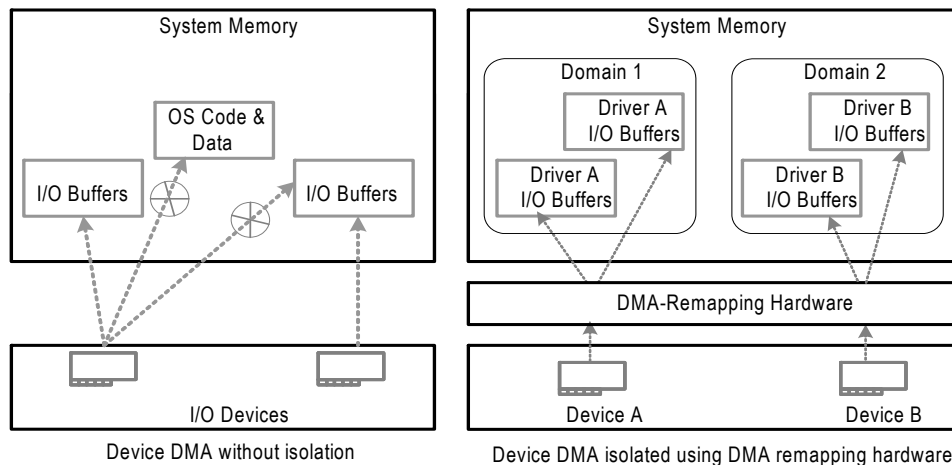 System Memory
OS Code &
Data
I/O Buffers
I/O Buffers
I/O Devices
Device DMA without isolation
System Memory
Domain 1
Driver A
I/O Buffers
Driver A
I/O Buffers
Domain 2
Driver B
I/O Buffers
Driver B
I/O Buffers
DMA-Remapping Hardware
Device A
Device B
Device DMA isolated using DMA remapping hardware